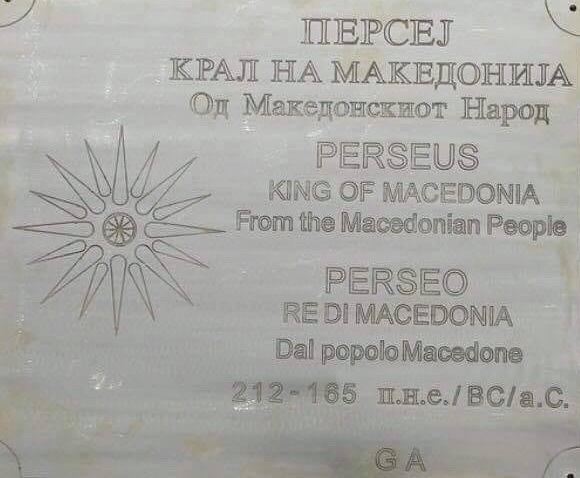 ПЕРСЕЈ
КРАЛ НА МАКЕДОНИЈА
Од Македонскиот Народ
PERSEUS
KING OF MACEDONIA
From the Macedonian People
PERSEO
RE DI MACEDONIA
Dal popolo Macedone
212-165 п.н.е./BC/a.C.
G A